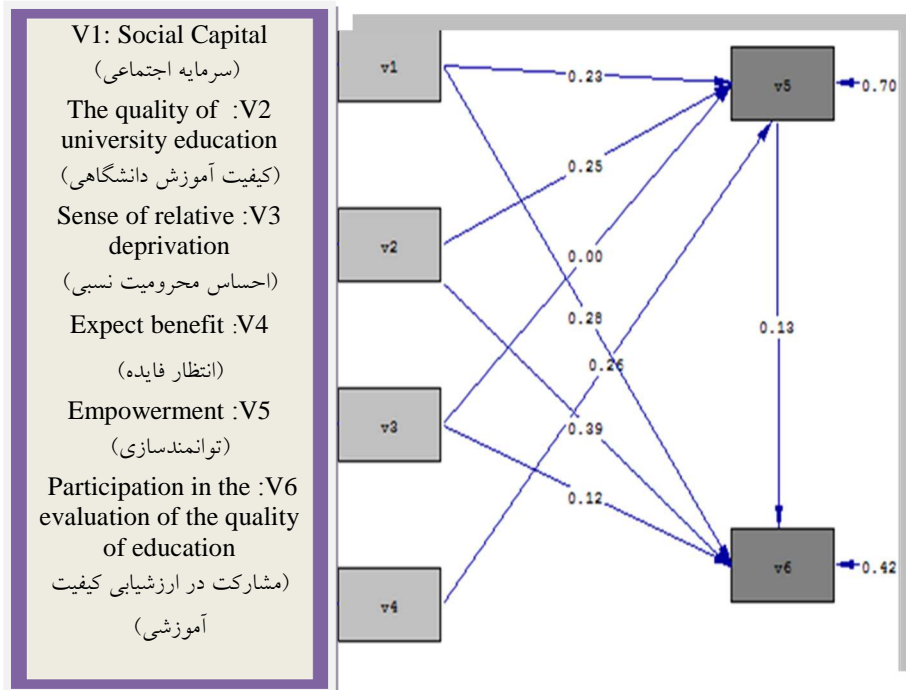 V1: Social Capital
(سرمایه اجتماعی)
The quality of :V2
university education
(کیفیت آموزش دانشگاهی)
Sense of relative :V3
deprivation
(احساس محرومیت نسبی)
Expect benefit :V4
(انتظار فایده)
Empowerment :V5
(توانمندسازی)
Participation in the :V6
evaluation of the quality
of education
(مشارکت در ارزشیابی کیفیت
آموزشی)
v1
v2
v3
v4
v5
v6
0.23
0.25
0.00
0.28
0.26
0.39
0.12
0.13
0.70
0.42